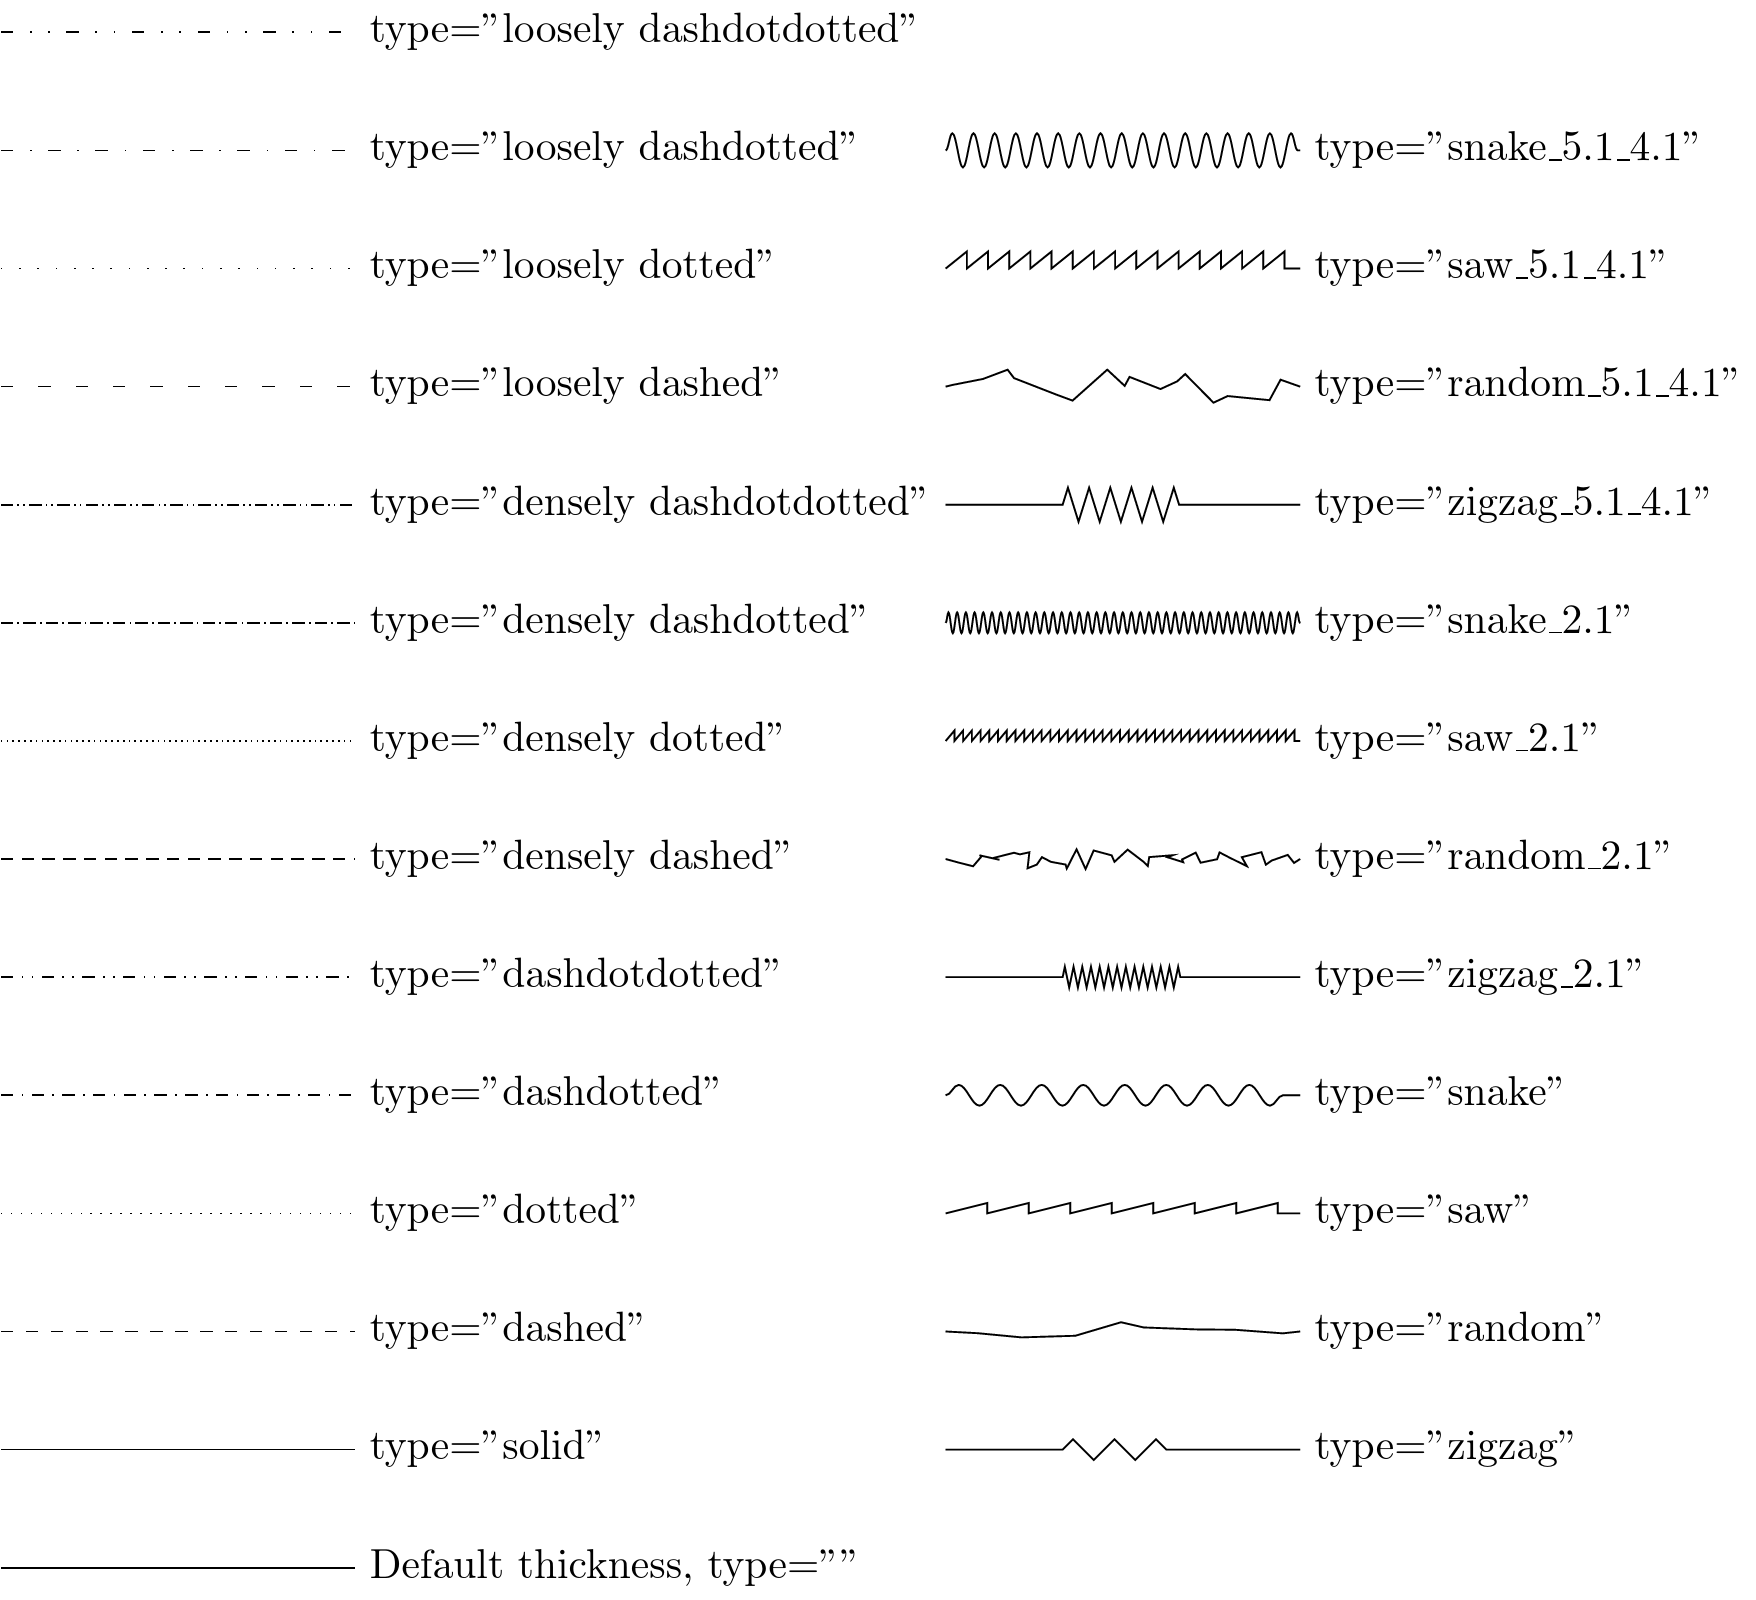 type=”loosely dashdotdotted”
type=”loosely dashdotted” type=”snake_5.1_4.1”
type=”loosely dotted” type=”saw_5.1_4.1”
type=”loosely dashed” type=”random_5.1_4.1”
type=”densely dashdotdotted” type=”zigzag_5.1_4.1”
type=”densely dashdotted” type=”snake_2.1”
type=”densely dotted” type=”saw_2.1”
type=”densely dashed” type=”random_2.1”
type=”dashdotdotted” type=”zigzag_2.1”
type=”dashdotted” type=”snake”
type=”dotted” type=”saw”
type=”dashed” type=”random”
type=”solid” type=”zigzag”
Default thickness, type=””